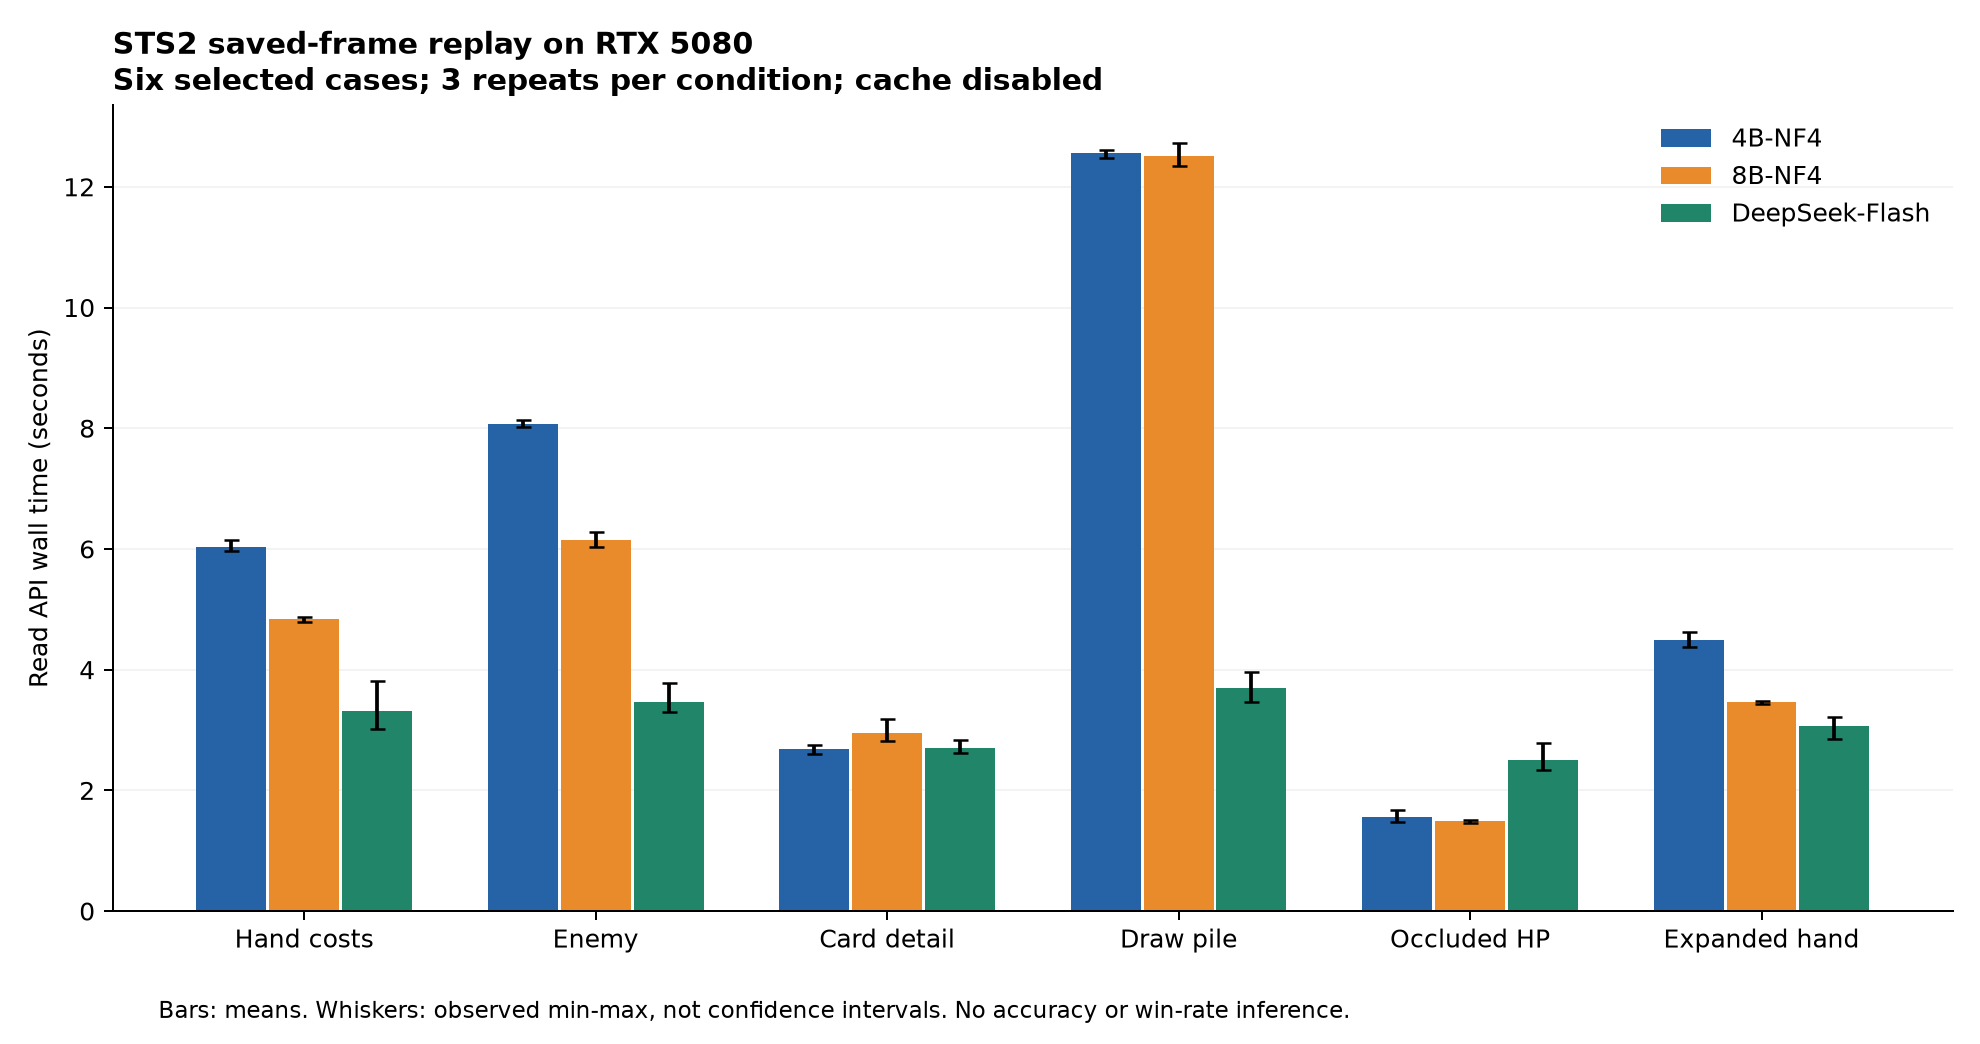 STS2 saved-frame replay on RTX 5080
Six selected cases; 3 repeats per condition; cache disabled
4B-NF4
8B-NF4
DeepSeek-Flash
Read API wall time (seconds)
12
10
8
6
4
2
0
Hand costs
Enemy
Card detail
Draw pile
Occluded HP
Expanded hand
Bars: means. Whiskers: observed min-max, not confidence intervals. No accuracy or win-rate inference.